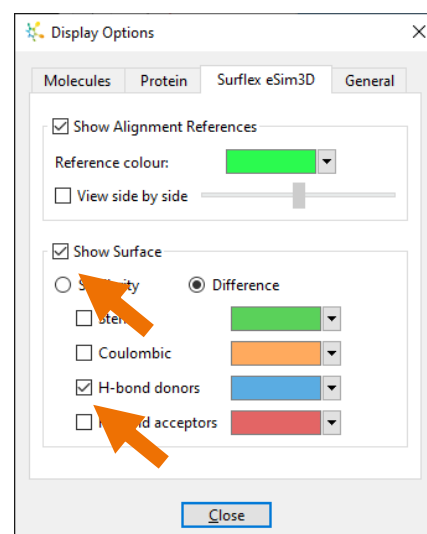 Display Options
Molecules Protein Surflex eSim3D General
Show Alignment References
Reference colour:
View side by side
Show Surface
Difference
Coulombic
H-bond donors
acceptors
Close